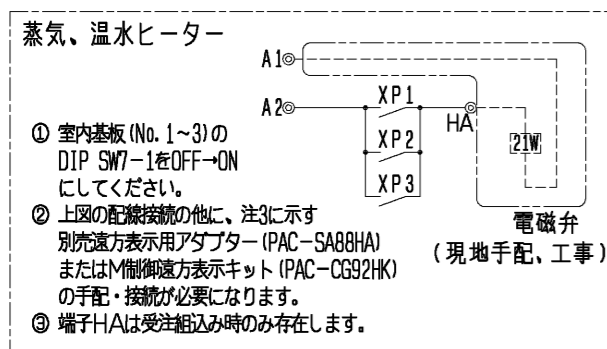 蒸気、温水ヒーター
A1
A2
XP1
XP2
XP3
HA
21W
電磁弁
(現地手配、工事)
① 室内基板(No.1~3)の
DIP SW7-1をOFF→ON
にしてください。
② 上図の配線接続の他に、注3に示す
別売遠方表示用アダプター(PAC-SA88HA)
またはM制御遠方表示キット(PAC-CG92HK)
の手配・接続が必要になります。
③ 端子HAは受注組込み時のみ存在します。